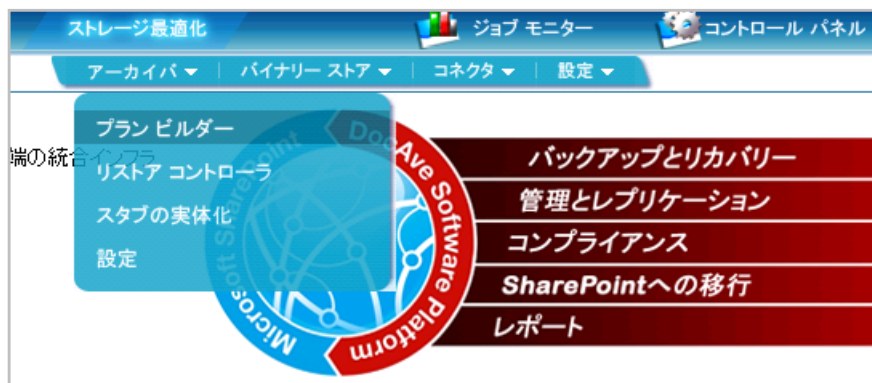 ストレージ最適化 ジョブ モニター コントロール パネル
アーカイバ バイナリー ストア コネクタ 設定
プラン ビルダー
端の統合インフラ
リストア コントローラ
スタブの実体化
設定
Microsoft SharePoint
DocAve Software Platform
バックアップとリカバリー
管理とレプリケーション
コンプライアンス
SharePointへの移行
レポート